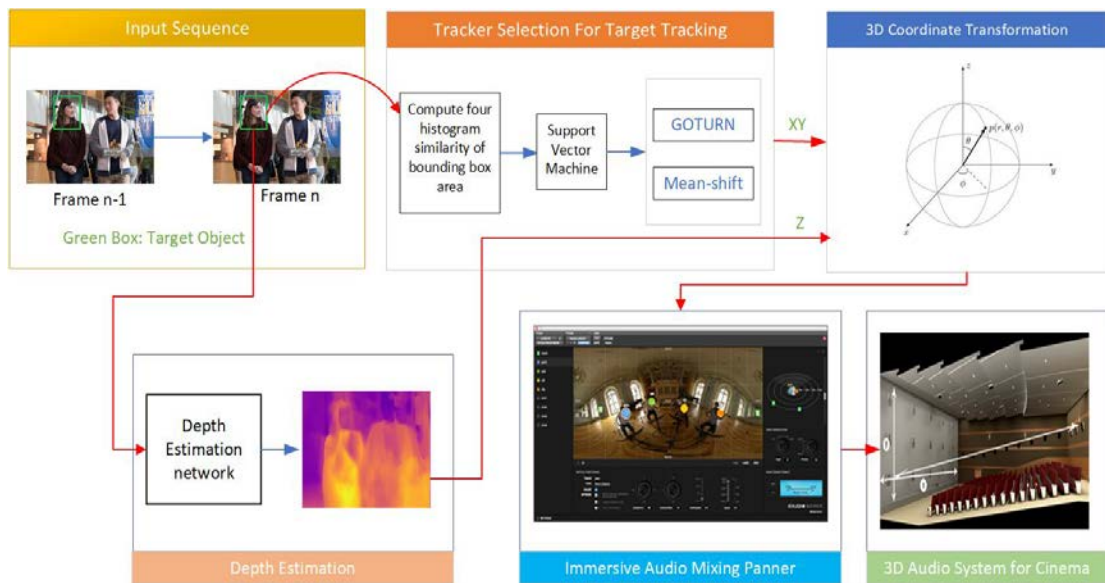 Input Sequence
Frame n-1
Frame n
Green Box: Target Object
Tracker Selection For Target Tracking
Compute four
histogram
similarity of
bounding box
area
Support
Vector
Machine
GOTURN
Mean-shift
XY
Z
3D Coordinate Transformation
z
p(r, θ, ϕ)
θ
y
ϕ
x
Depth
Estimation
network
Depth Estimation
Immersive Audio Mixing Panner
3D Audio System for Cinema